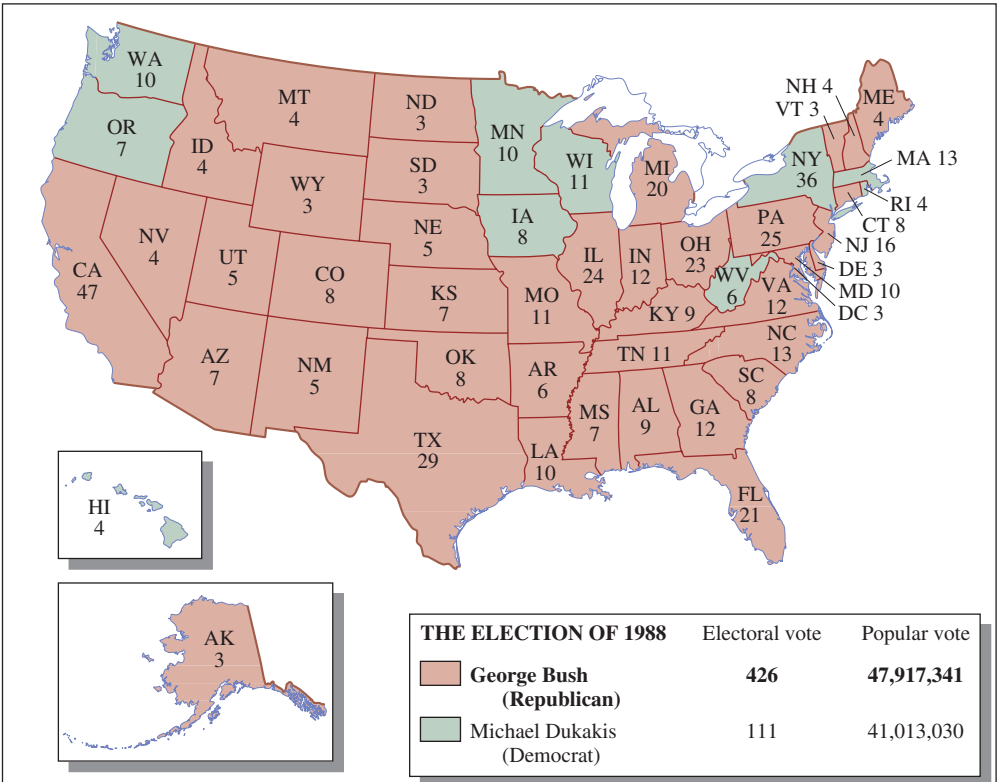 WA
10
OR
7
CA
47
ID
4
NV
4
MT
4
WY
3
UT
5
AZ
7
CO
8
NM
5
ND
3
SD
3
NE
5
KS
7
OK
8
TX
29
MN
10
IA
8
MO
11
AR
6
LA
10
WI
11
IL
24
MI
20
IN
12
OH
23
KY 9
TN 11
MS
7
AL
9
GA
12
FL
21
SC
8
NC
13
VA
12
WV
6
PA
25
NY
36
VT 3
NH 4
ME
4
MA 13
RI 4
CT 8
NJ 16
DE 3
MD 10
DC 3
HI
4
AK
3
THE ELECTION OF 1988 Electoral vote Popular vote
George Bush 426 47,917,341
(Republican)
Michael Dukakis 111 41,013,030
(Democrat)